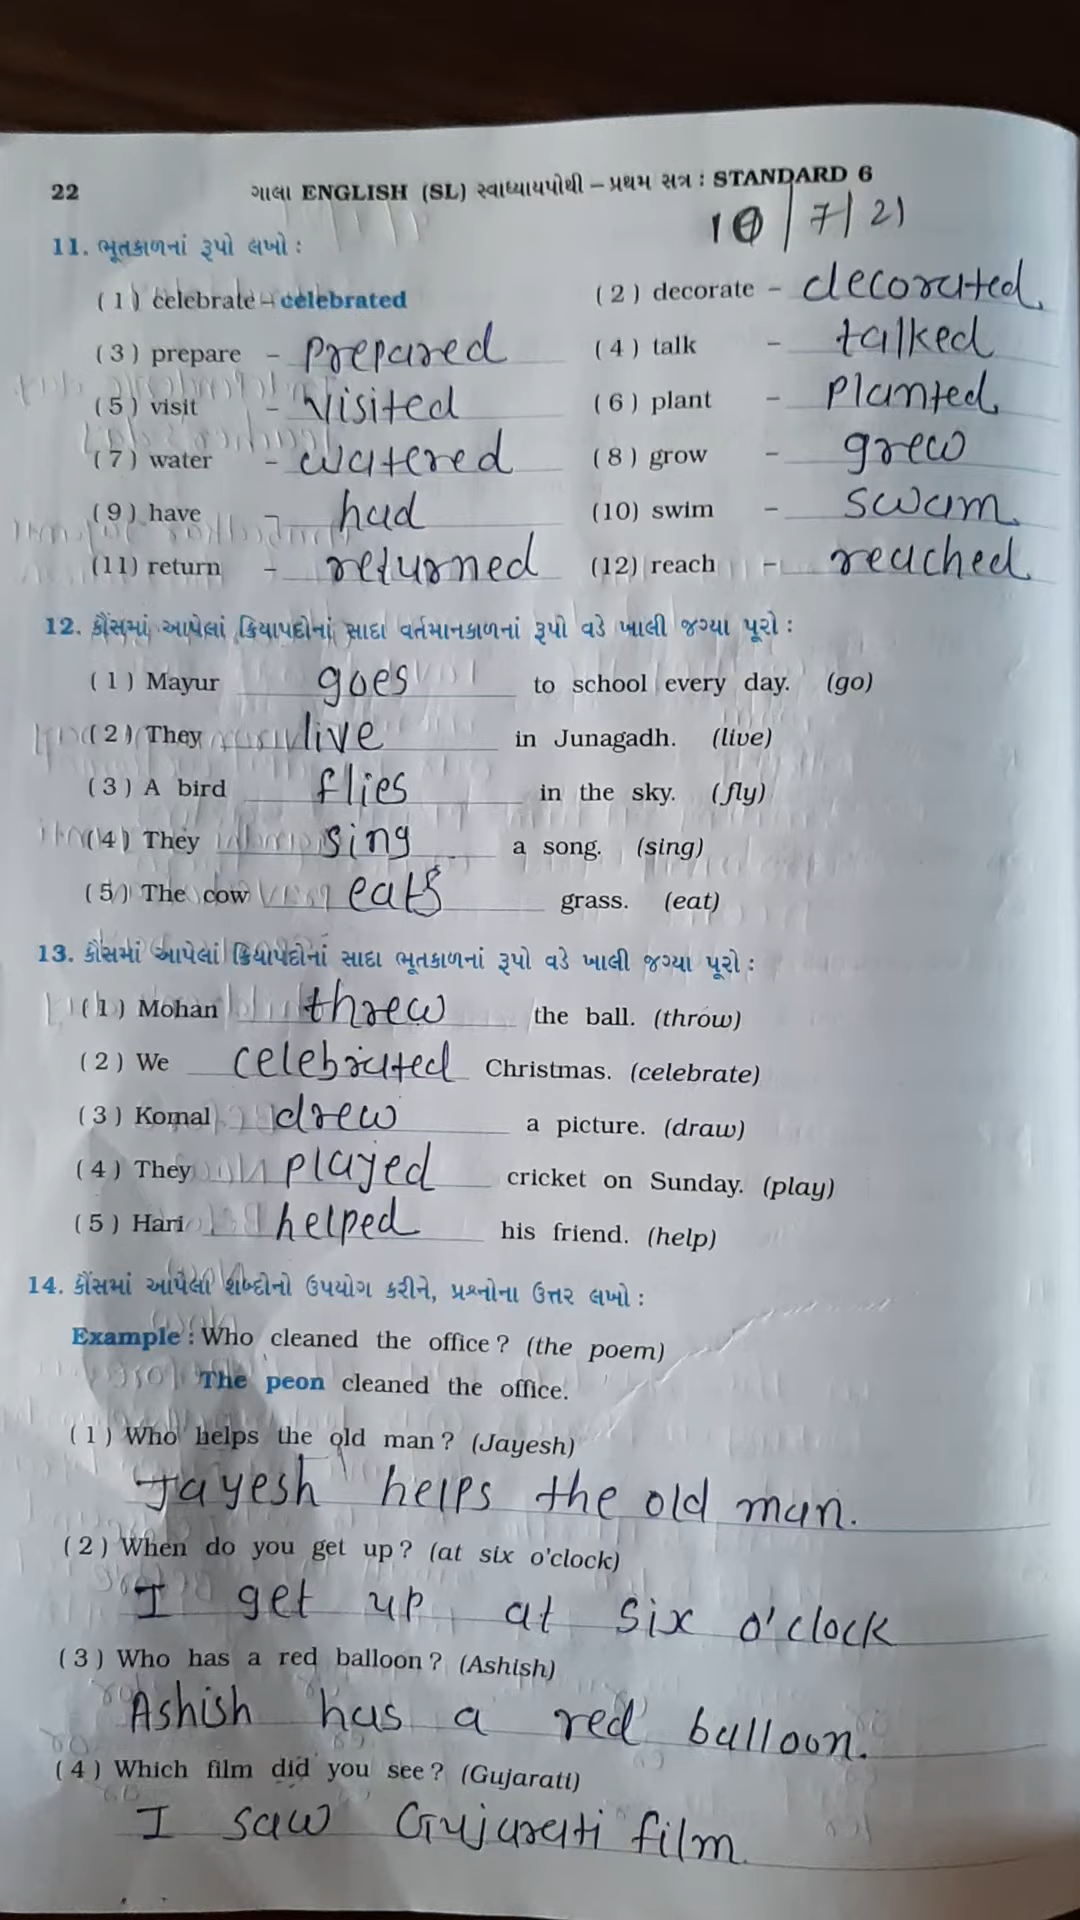 22 ગાલા ENGLISH (SL) સ્વાધ્યાયપોથી – પ્રથમ સત્ર : STANDARD 6
10/7/21
11. ભૂતકાળનાં રૂપો લખો :
(1) celebrate – celebrated (2) decorate – decorated.
(3) prepare – prepared (4) talk – talked
(5) visit – visited (6) plant – planted.
(7) water – watered (8) grow – grew
(9) have – had (10) swim – swam.
(11) return – returned (12) reach – reached.
12. કૌંસમાં આપેલાં ક્રિયાપદોનાં સાદા વર્તમાનકાળનાં રૂપો વડે ખાલી જગ્યા પૂરો :
(1) Mayur goes to school every day. (go)
(2) They live in Junagadh. (live)
(3) A bird flies in the sky. (fly)
(4) They sing a song. (sing)
(5) The cow eats grass. (eat)
13. કૌંસમાં આપેલાં ક્રિયાપદોનાં સાદા ભૂતકાળનાં રૂપો વડે ખાલી જગ્યા પૂરો :
(1) Mohan threw the ball. (throw)
(2) We celebrated Christmas. (celebrate)
(3) Komal drew a picture. (draw)
(4) They played cricket on Sunday. (play)
(5) Hari helped his friend. (help)
14. કૌંસમાં આપેલા શબ્દોનો ઉપયોગ કરીને, પ્રશ્નોના ઉત્તર લખો :
Example : Who cleaned the office? (the poem)
The peon cleaned the office.
(1) Who helps the old man? (Jayesh)
Jayesh helps the old man.
(2) When do you get up? (at six o'clock)
I get up at six o'clock
(3) Who has a red balloon? (Ashish)
Ashish has a red balloon.
(4) Which film did you see? (Gujarati)
I saw Gujarati film.